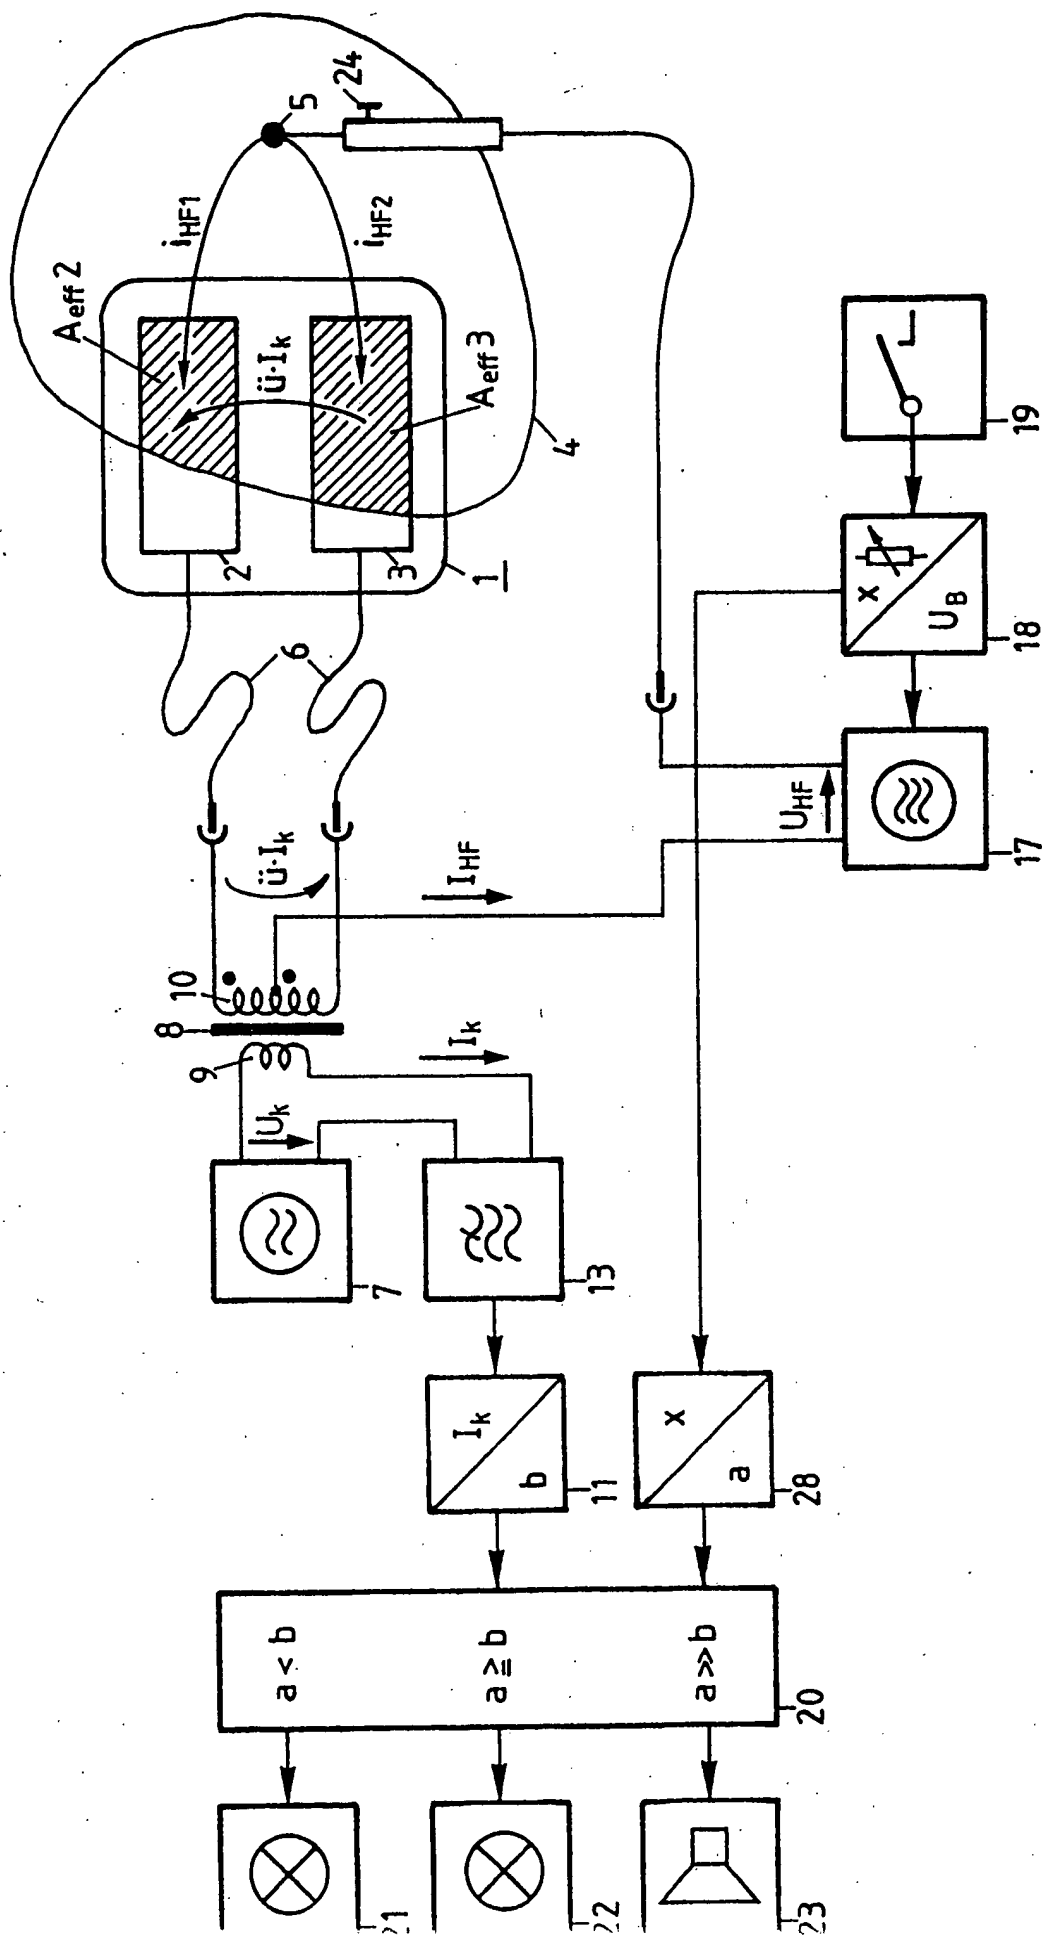 21
22
23
a < b
a ≧ b
a >> b
20
I_k
b
11
x
a
28
7
13
U_k
I_k
9
8
10
ü·I_k
I_HF
6
1
2
3
A_eff 2
A_eff 3
ü·I_k
i_HF1
i_HF2
4
5
24
U_HF
17
x
U_B
18
19